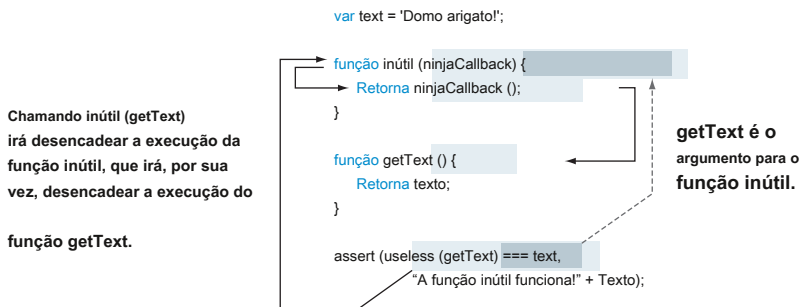 var text = 'Domo arigato!';
função inútil (ninjaCallback) {
Retorna ninjaCallback ();
}
função getText () {
Retorna texto;
}
assert (useless (getText) === text,
“A função inútil funciona!” + Texto);
Chamando inútil (getText)
irá desencadear a execução da
função inútil, que irá, por sua
vez, desencadear a execução do
função getText.
getText é o
argumento para o
função inútil.